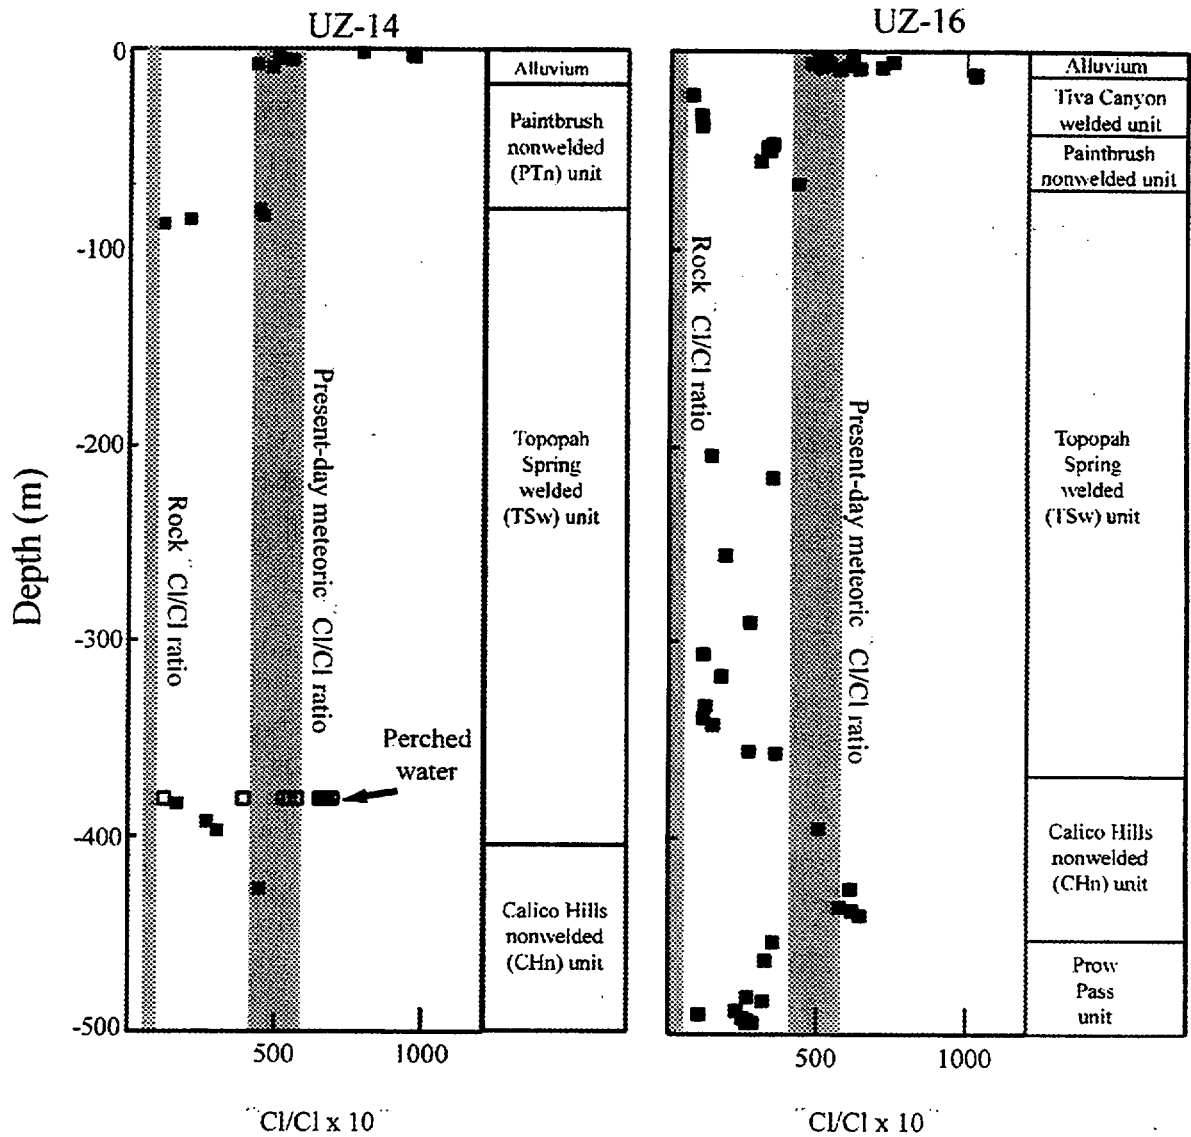 UZ-14
0
-100
-200
-300
-400
-500
Depth (m)
Rock Cl/Cl ratio
Present-day meteoric Cl/Cl ratio
Perched
water
500
1000
Cl/Cl x 10
Alluvium
Paintbrush
nonwelded
(PTn) unit
Topopah
Spring
welded
(TSw) unit
Calico Hills
nonwelded
(CHn) unit
UZ-16
Rock Cl/Cl ratio
Present-day meteoric Cl/Cl ratio
500
1000
Cl/Cl x 10
Alluvium
Tiva Canyon
welded unit
Paintbrush
nonwelded unit
Topopah
Spring
welded
(TSw) unit
Calico Hills
nonwelded
(CHn) unit
Prow
Pass
unit